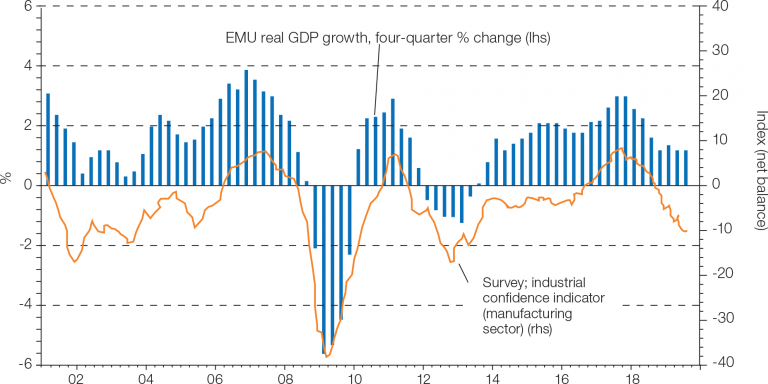 6
4
2
0
-2
-4
-6
%
EMU real GDP growth, four-quarter % change (lhs)
Survey; industrial
confidence indicator
(manufacturing
sector) (rhs)
40
30
20
10
0
-10
-20
-30
-40
Index (net balance)
02 04 06 08 10 12 14 16 18